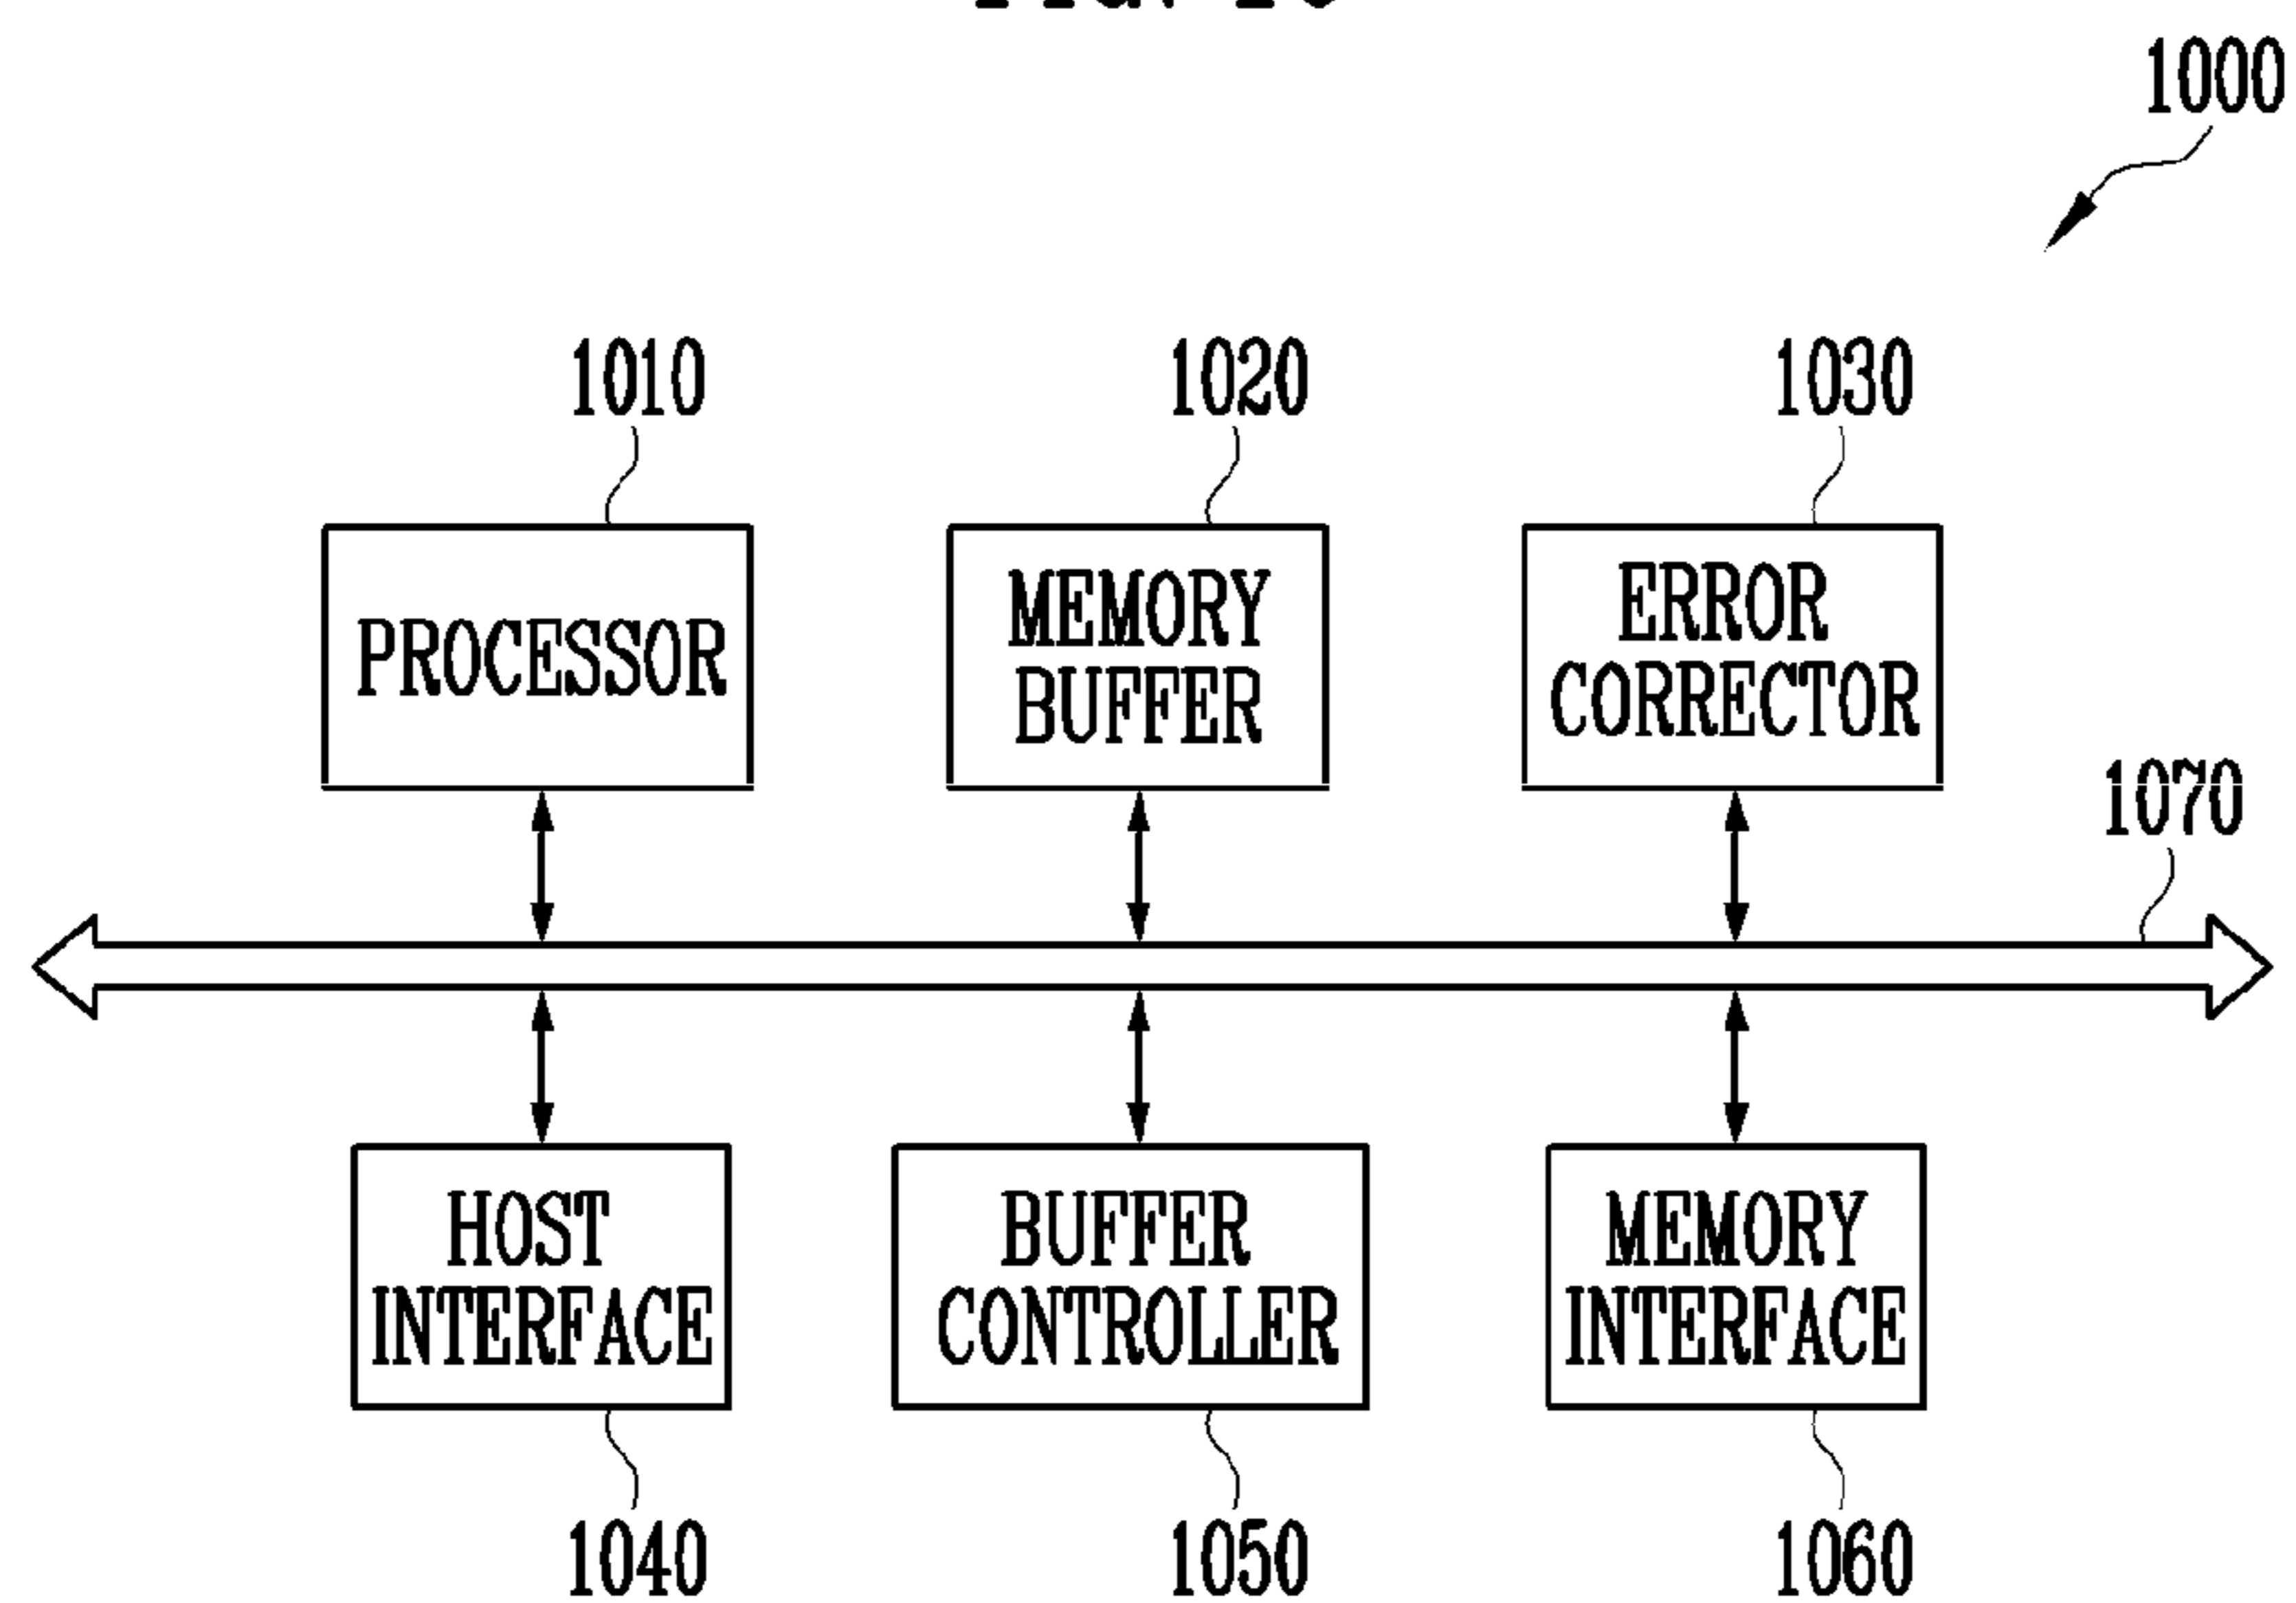 1000
1010
1020
1030
PROCESSOR
MEMORY
BUFFER
ERROR
CORRECTOR
1070
HOST
INTERFACE
BUFFER
CONTROLLER
MEMORY
INTERFACE
1040
1050
1060